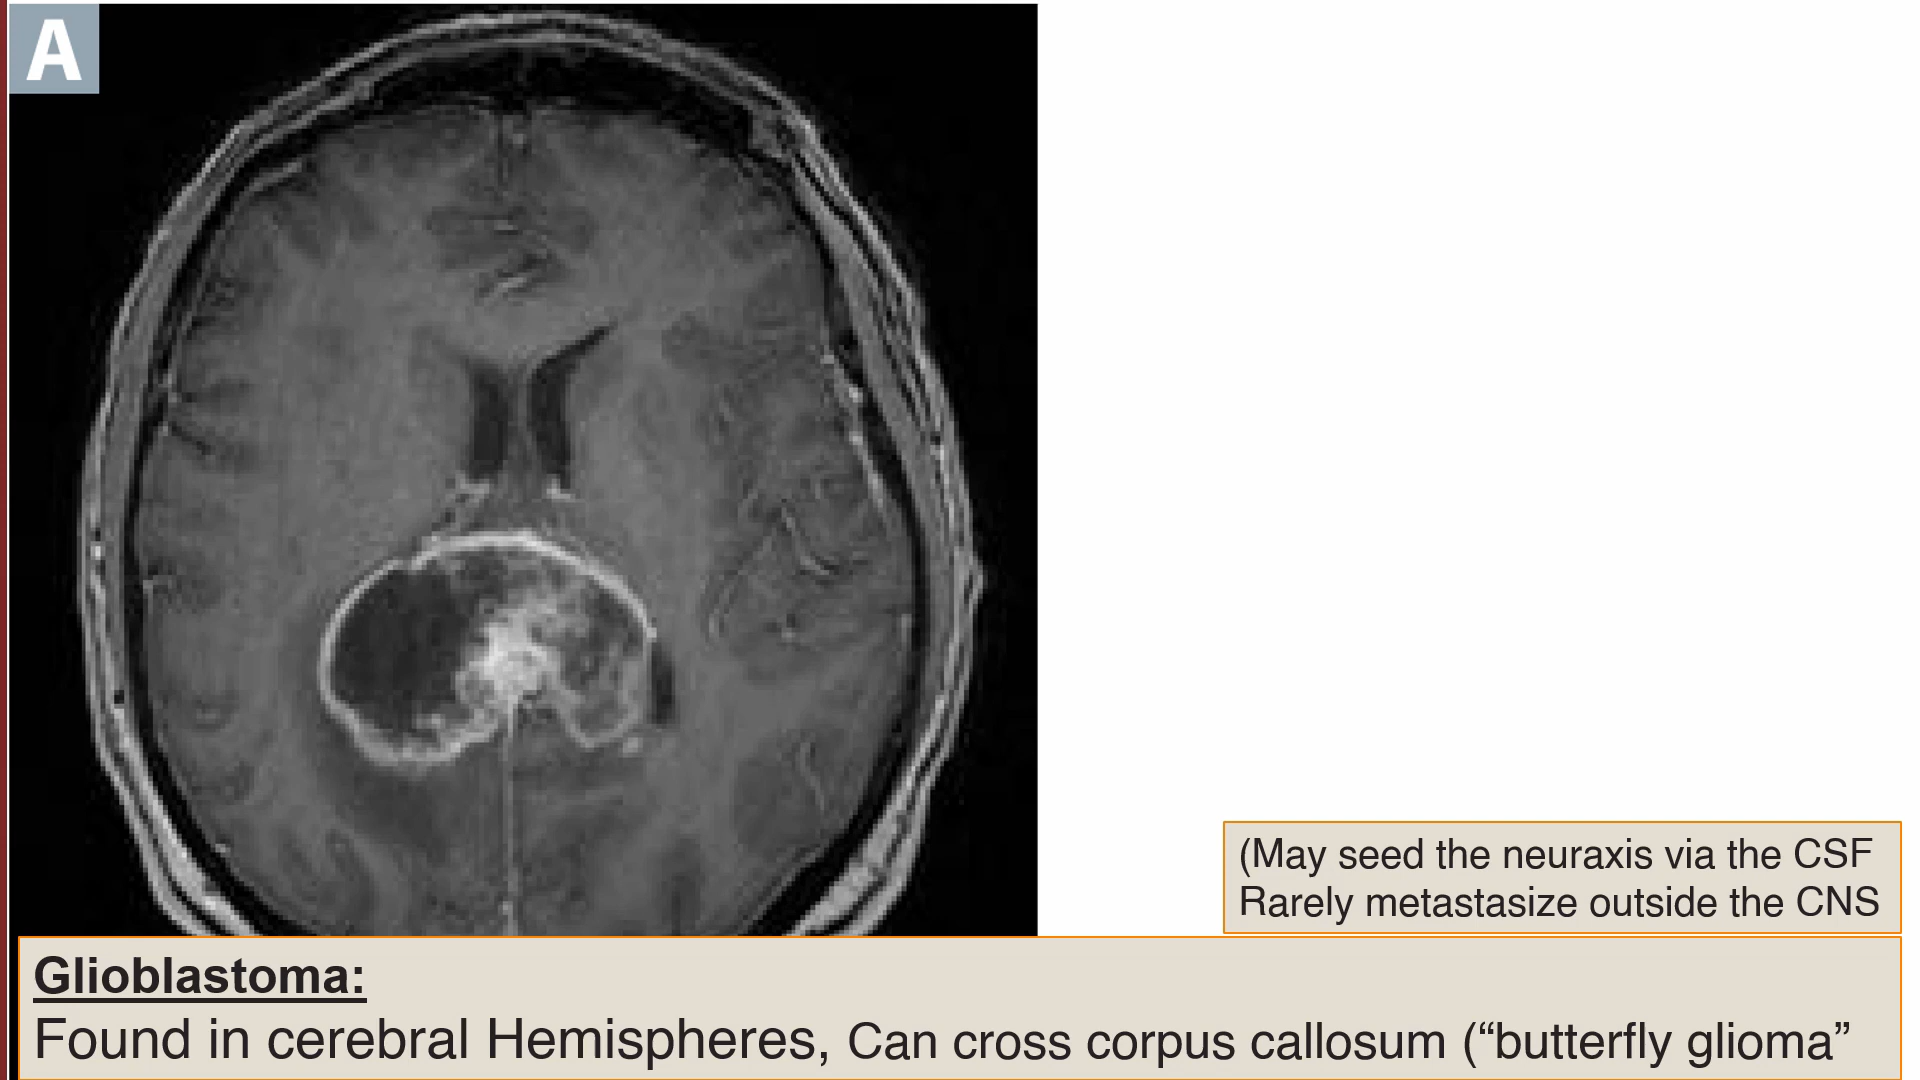 A
(May seed the neuraxis via the CSF
Rarely metastasize outside the CNS
Glioblastoma:
Found in cerebral Hemispheres, Can cross corpus callosum (“butterfly glioma”